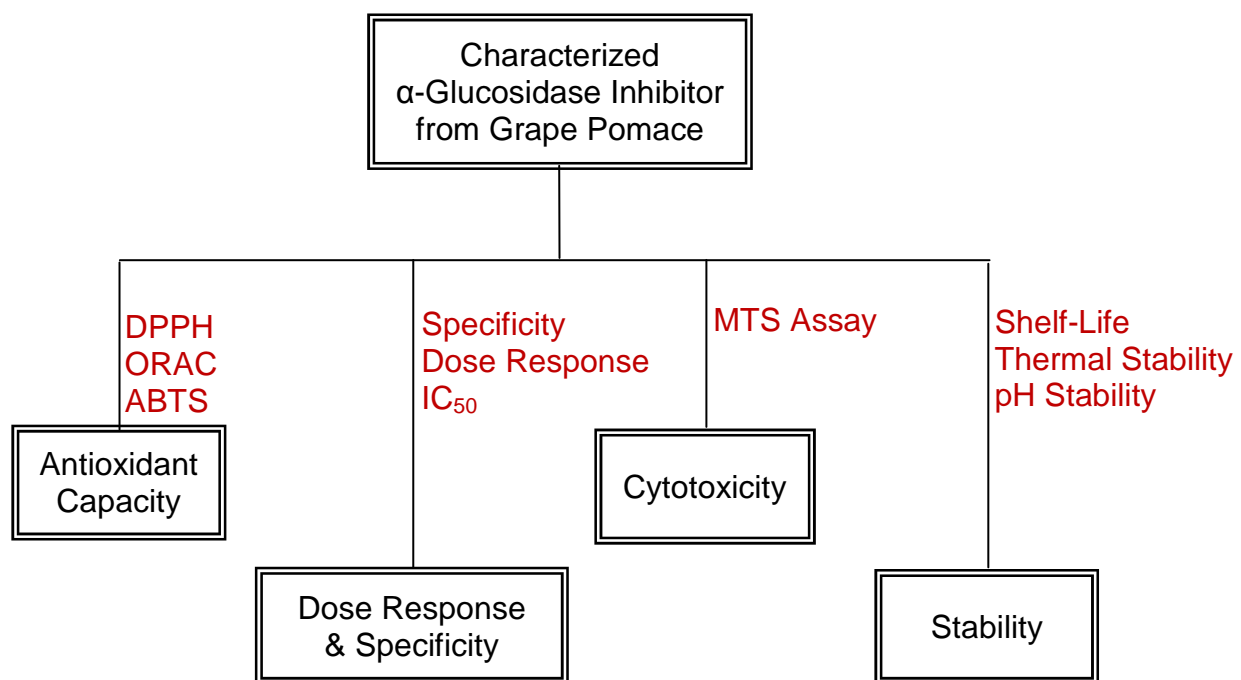 Characterized
α-Glucosidase Inhibitor
from Grape Pomace
DPPH
ORAC
ABTS
Specificity
Dose Response
IC₅₀
MTS Assay
Shelf-Life
Thermal Stability
pH Stability
Antioxidant
Capacity
Cytotoxicity
Dose Response
& Specificity
Stability